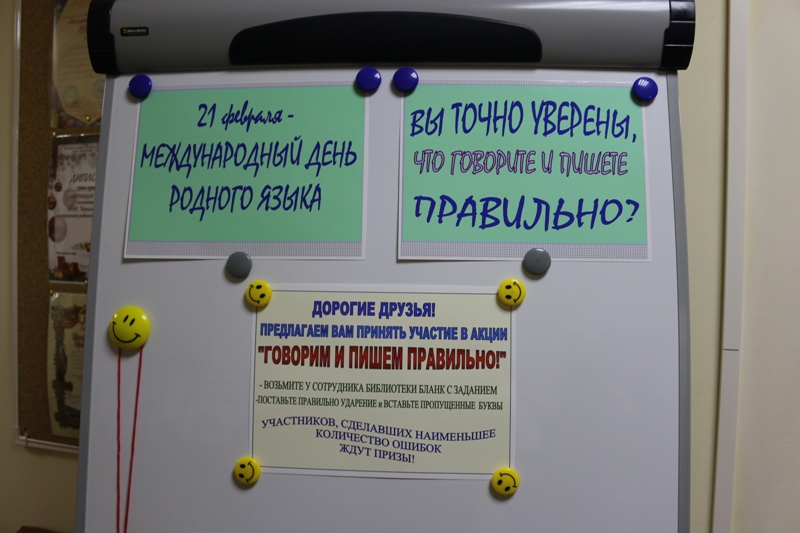 21 февраля -
МЕЖДУНАРОДНЫЙ ДЕНЬ
РОДНОГО ЯЗЫКА
ВЫ ТОЧНО УВЕРЕНЫ,
ЧТО ГОВОРИТЕ И ПИШЕТЕ
ПРАВИЛЬНО?
ДОРОГИЕ ДРУЗЬЯ!
ПРЕДЛАГАЕМ ВАМ ПРИНЯТЬ УЧАСТИЕ В АКЦИИ
"ГОВОРИМ И ПИШЕМ ПРАВИЛЬНО!"
- ВОЗЬМИТЕ У СОТРУДНИКА БИБЛИОТЕКИ БЛАНК С ЗАДАНИЕМ
-ПОСТАВЬТЕ ПРАВИЛЬНО УДАРЕНИЕ и ВСТАВЬТЕ ПРОПУЩЕННЫЕ БУКВЫ
УЧАСТНИКОВ, СДЕЛАВШИХ НАИМЕНЬШЕЕ
КОЛИЧЕСТВО ОШИБОК
ЖДУТ ПРИЗЫ!